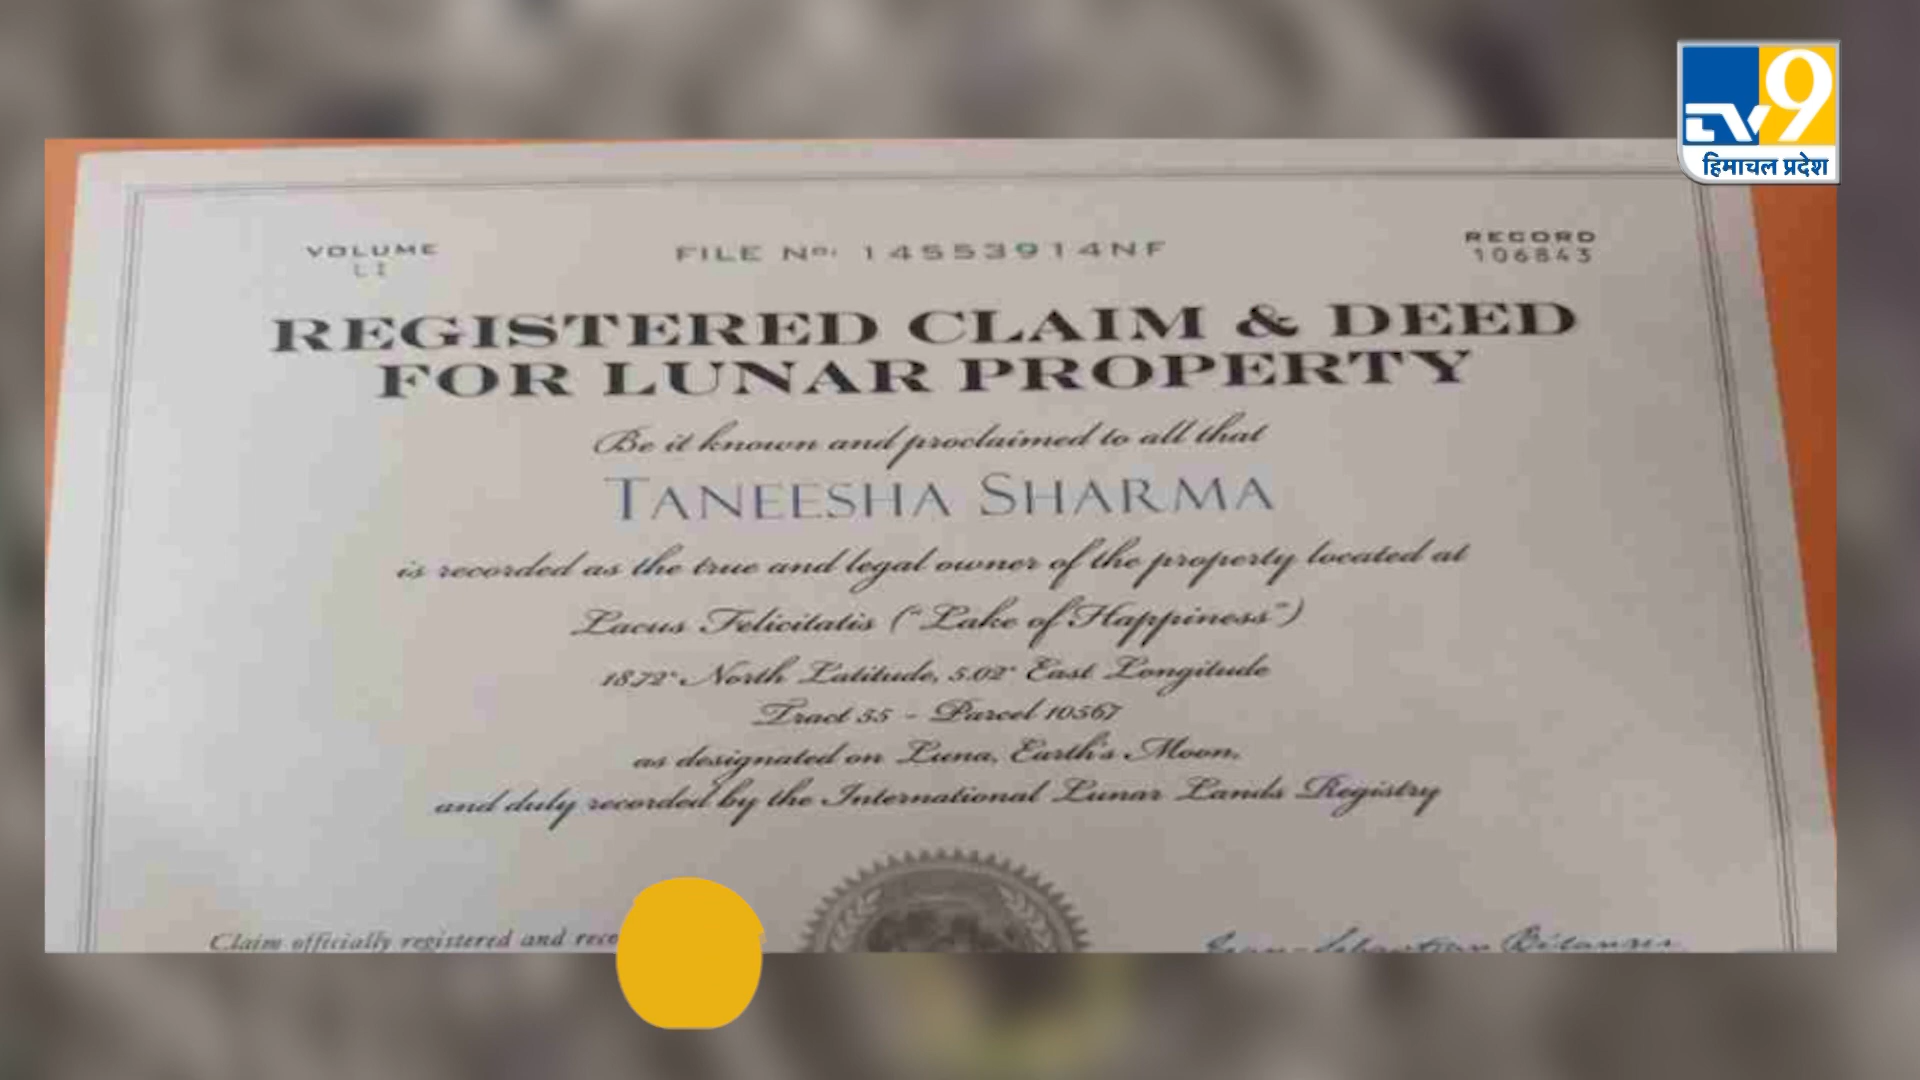 TV9
हिमाचल प्रदेश
VOLUME
LI
FILE No. 14553914NF
RECORD
106843
REGISTERED CLAIM & DEED
FOR LUNAR PROPERTY
Be it known and proclaimed to all that
TANEESHA SHARMA
is recorded as the true and legal owner of the property located at
Lacus Felicitatis ("Lake of Happiness")
18.72° North Latitude, 5.02° East Longitude
Tract 35 - Parcel 10567
as designated on Luna, Earth's Moon,
and duly recorded by the International Lunar Lands Registry
Claim officially registered and